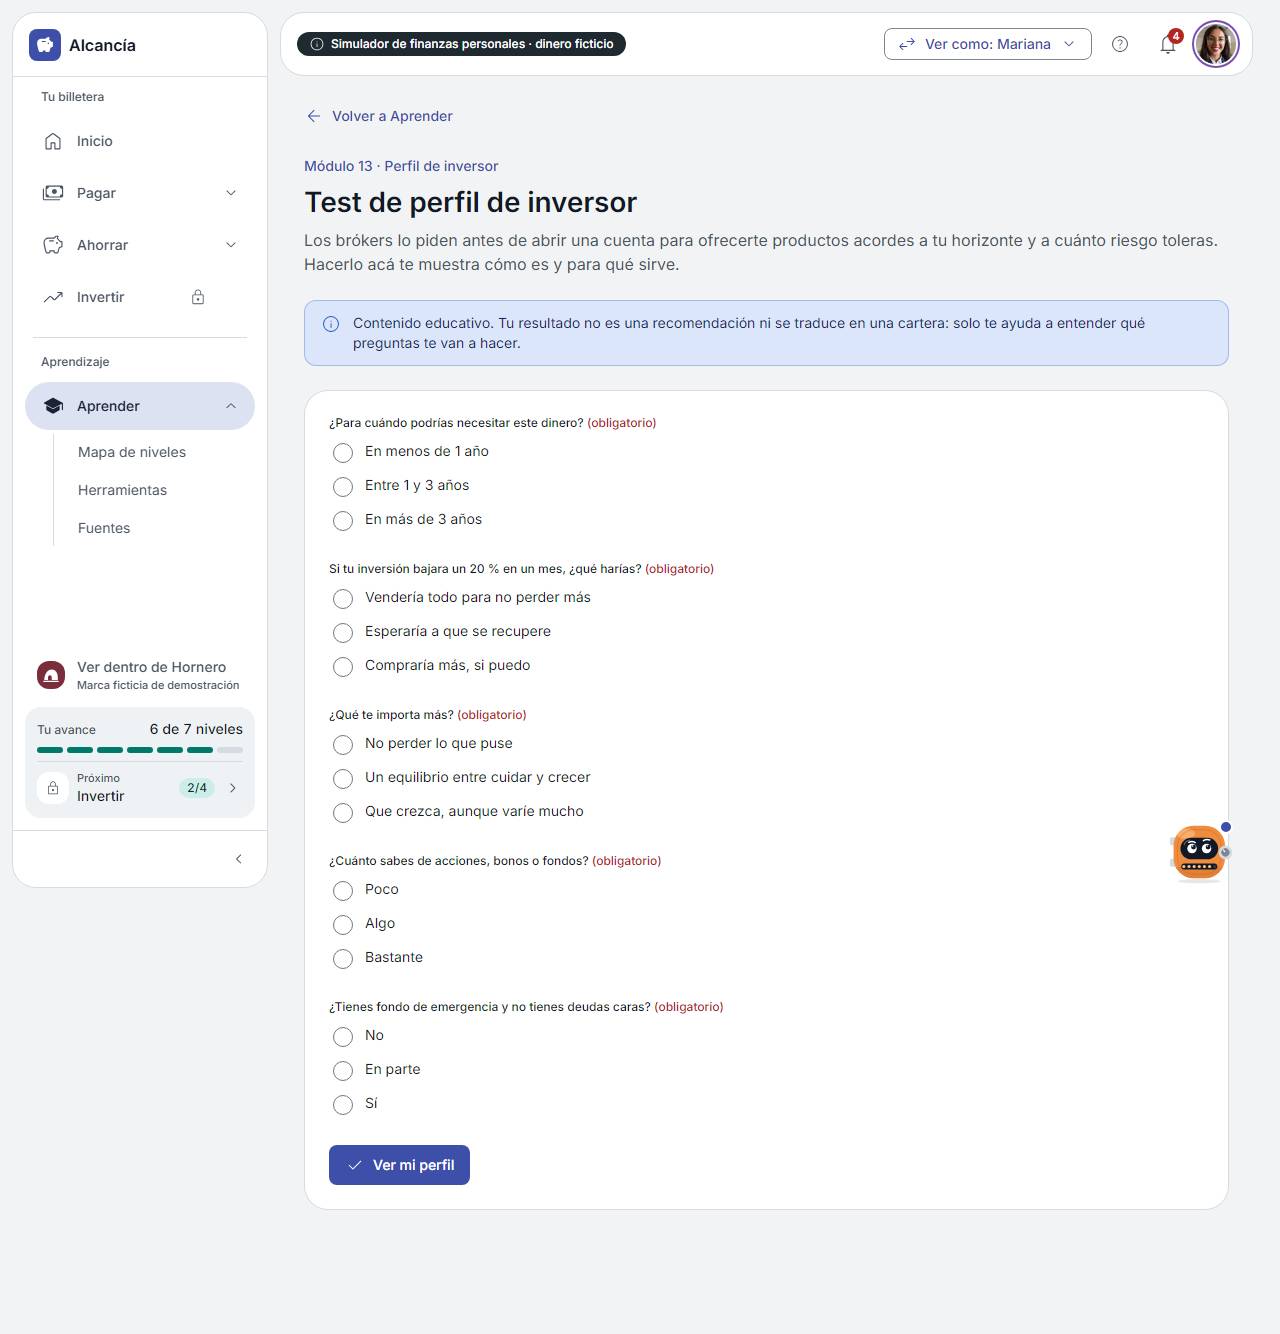 Alcancía
Tu billetera
Inicio
Pagar
Ahorrar
Invertir
Aprendizaje
Aprender
Mapa de niveles
Herramientas
Fuentes
Ver dentro de Hornero
Marca ficticia de demostración
Tu avance
6 de 7 niveles
Próximo
Invertir
2/4
Simulador de finanzas personales · dinero ficticio
Ver como: Mariana
4
Volver a Aprender
Módulo 13 · Perfil de inversor
Test de perfil de inversor
Los brókers lo piden antes de abrir una cuenta para ofrecerte productos acordes a tu horizonte y a cuánto riesgo toleras.
Hacerlo acá te muestra cómo es y para qué sirve.
Contenido educativo. Tu resultado no es una recomendación ni se traduce en una cartera: solo te ayuda a entender qué
preguntas te van a hacer.
¿Para cuándo podrías necesitar este dinero? (obligatorio)
En menos de 1 año
Entre 1 y 3 años
En más de 3 años
Si tu inversión bajara un 20 % en un mes, ¿qué harías? (obligatorio)
Vendería todo para no perder más
Esperaría a que se recupere
Compraría más, si puedo
¿Qué te importa más? (obligatorio)
No perder lo que puse
Un equilibrio entre cuidar y crecer
Que crezca, aunque varíe mucho
¿Cuánto sabes de acciones, bonos o fondos? (obligatorio)
Poco
Algo
Bastante
¿Tienes fondo de emergencia y no tienes deudas caras? (obligatorio)
No
En parte
Sí
Ver mi perfil